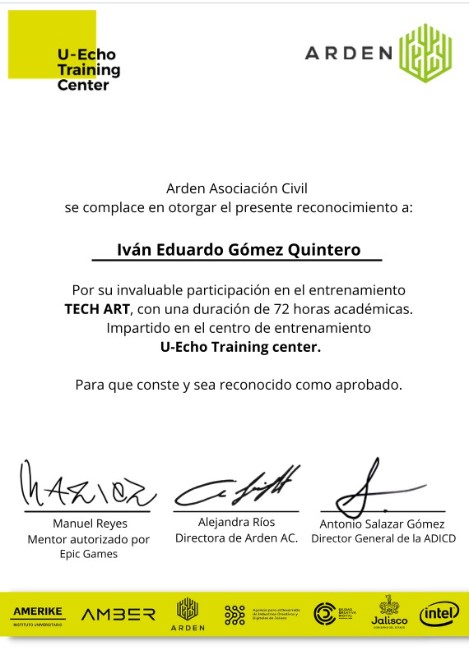 U-Echo
Training
Center
ARDEN
Arden Asociación Civil
se complace en otorgar el presente reconocimiento a:
Iván Eduardo Gómez Quintero
Por su invaluable participación en el entrenamiento
TECH ART, con una duración de 72 horas académicas.
Impartido en el centro de entrenamiento
U-Echo Training center.
Para que conste y sea reconocido como aprobado.
Manuel Reyes
Mentor autorizado por
Epic Games
Alejandra Ríos
Directora de Arden AC.
Antonio Salazar Gómez
Director General de la ADICD
AMERIKE
INSTITUTO UNIVERSITARIO
AMBER
ARDEN
Jalisco
intel